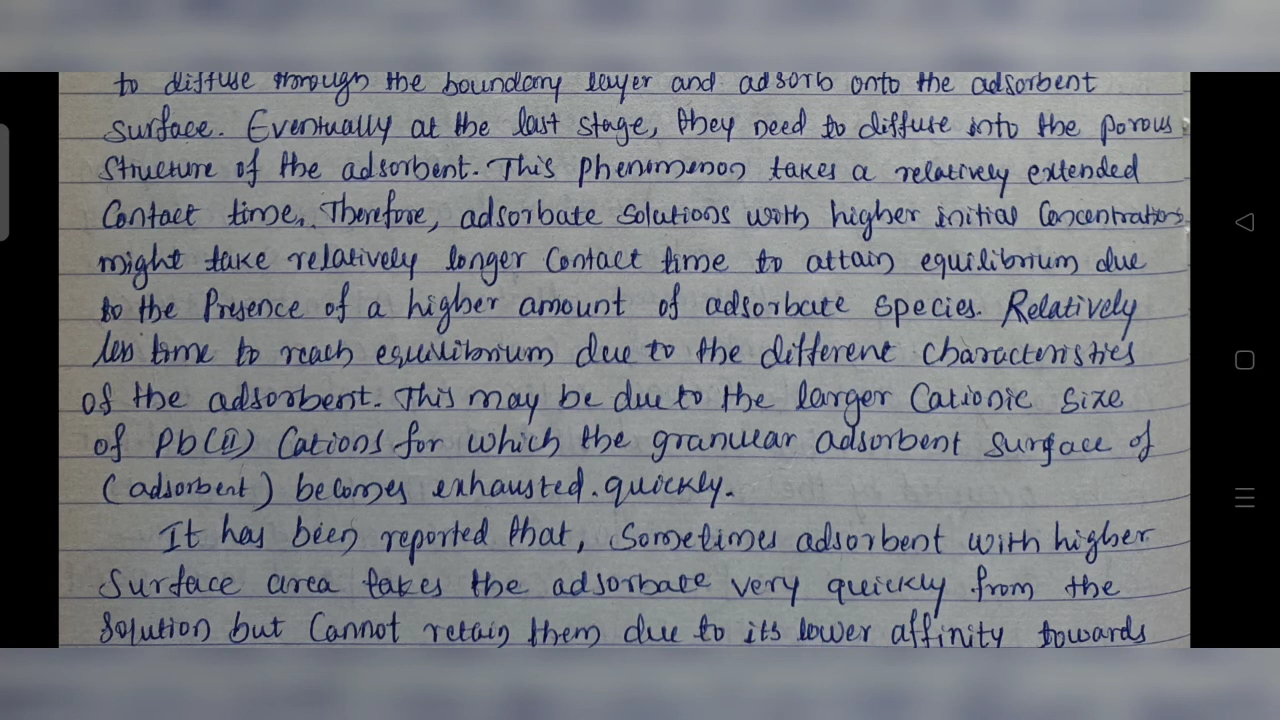 to diffuse through the boundary layer and adsorb onto the adsorbent
surface. Eventually at the last stage, they need to diffuse into the porous
structure of the adsorbent. This phenomenon takes a relatively extended
Contact time. Therefore, adsorbate solutions with higher initial Concentrations
might take relatively longer Contact time to attain equilibrium due
to the Presence of a higher amount of adsorbate species. Relatively
less time to reach equilibrium due to the different Characteristics
of the adsorbent. This may be due to the larger Cationic size
of Pb(II) Cations for which the granular adsorbent surface of
(adsorbent) becomes exhausted quickly.
It has been reported that, Sometimes adsorbent with higher
surface area takes the adsorbate very quickly from the
solution but Cannot retain them due to its lower affinity towards